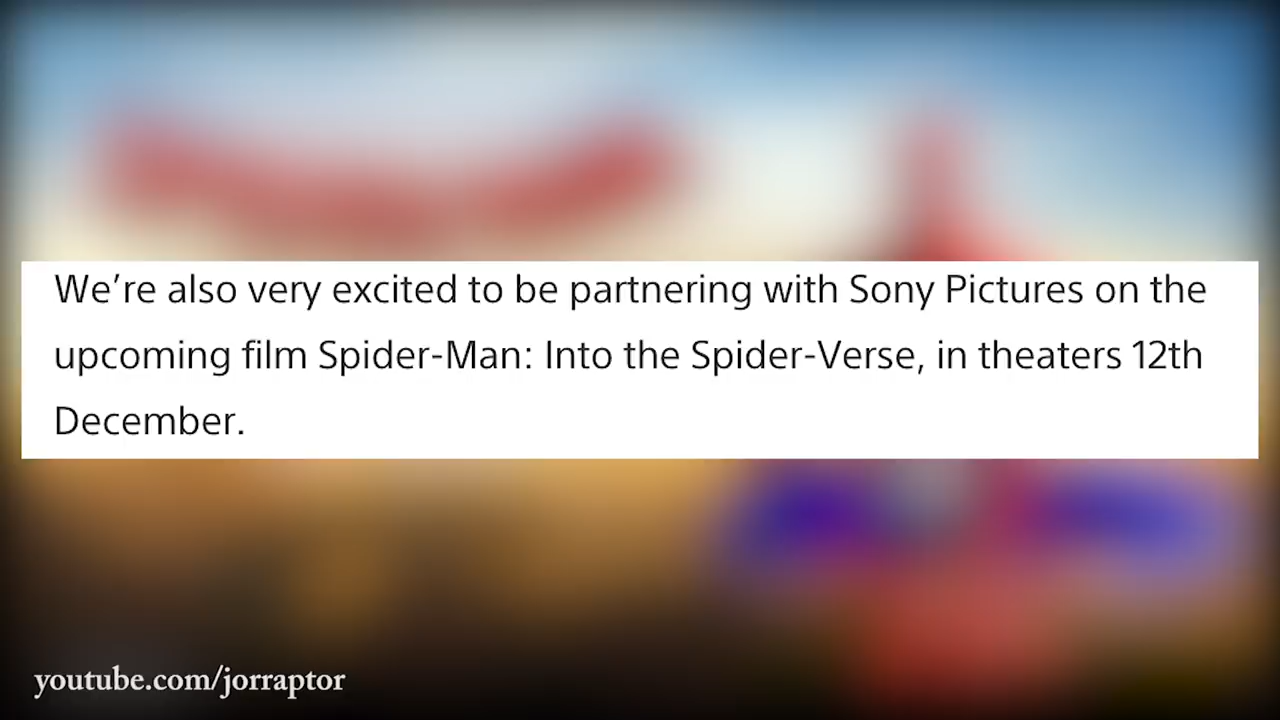 We’re also very excited to be partnering with Sony Pictures on the
upcoming film Spider-Man: Into the Spider-Verse, in theaters 12th
December.
youtube.com/jorraptor